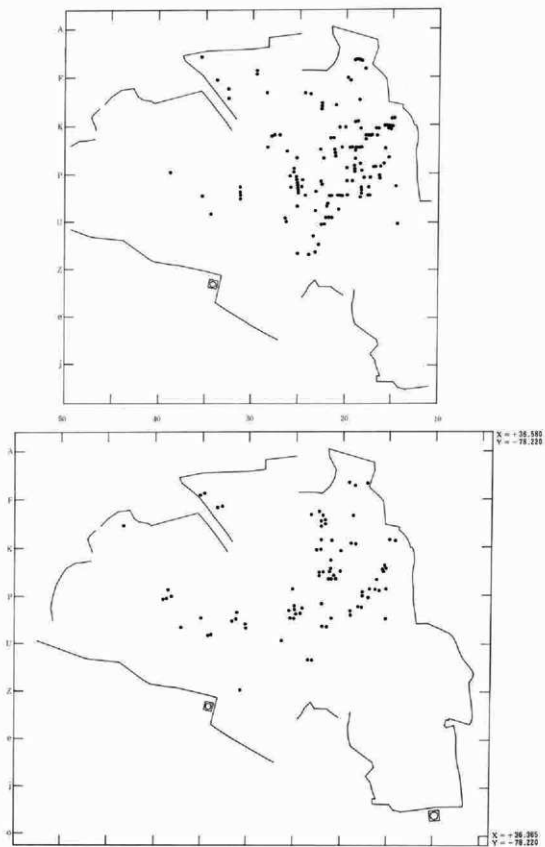 A
F
K
P
U
Z
e
j
50 40 30 20 10
X = +36.580
Y = −78.220
A
F
K
P
U
Z
e
j
o
X = +36.365
Y = −78.220